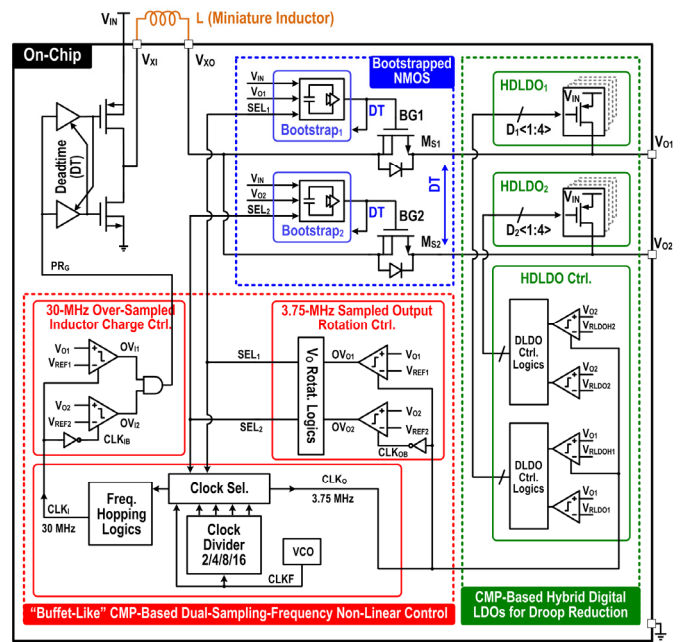 L (Miniature Inductor)
VIN
On-Chip
VXI
VXO
Bootstrapped
NMOS
VIN
VO1
SEL1
Bootstrap1
DT
BG1
MS1
DT
VIN
VO2
SEL2
Bootstrap2
DT
BG2
MS2
HDLDO1
VIN
D1<1:4>
VO1
HDLDO2
VIN
D2<1:4>
VO2
Deadtime
(DT)
PRG
30-MHz Over-Sampled
Inductor Charge Ctrl.
VO1
VREF1
OVI1
VO2
VREF2
OVI2
CLKIB
3.75-MHz Sampled Output
Rotation Ctrl.
SEL1
SEL2
VO Rotat. Logics
OVO1
VO1
VREF1
OVO2
VO2
VREF2
CLKOB
HDLDO Ctrl.
DLDO
Ctrl.
Logics
VO2
VRLDOH2
VO2
VRLDO2
DLDO
Ctrl.
Logics
VO1
VRLDOH1
VO1
VRLDO1
CLKI
30 MHz
Freq.
Hopping
Logics
Clock Sel.
CLKO
3.75 MHz
Clock
Divider
2/4/8/16
VCO
CLKF
"Buffet-Like" CMP-Based Dual-Sampling-Frequency Non-Linear Control
CMP-Based Hybrid Digital
LDOs for Droop Reduction